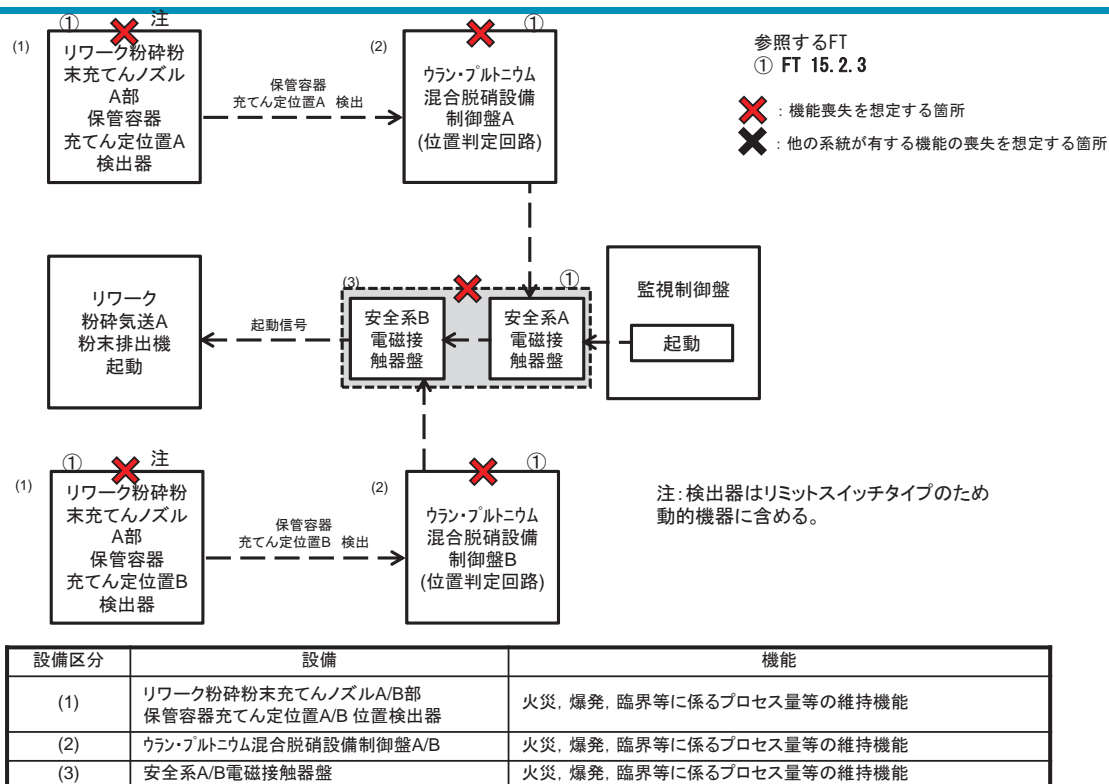 ① 注
(1)
リワーク粉砕粉
末充てんノズル
A部
保管容器
充てん定位置A
検出器
保管容器
充てん定位置A 検出
①
(2)
ウラン・プルトニウム
混合脱硝設備
制御盤A
(位置判定回路)
参照するFT
① FT 15.2.3
：機能喪失を想定する箇所
：他の系統が有する機能の喪失を想定する箇所
リワーク
粉砕気送A
粉末排出機
起動
起動信号
(3)
①
安全系B
電磁接
触器盤
安全系A
電磁接
触器盤
監視制御盤
起動
① 注
(1)
リワーク粉砕粉
末充てんノズル
A部
保管容器
充てん定位置B
検出器
保管容器
充てん定位置B 検出
①
(2)
ウラン・プルトニウム
混合脱硝設備
制御盤B
(位置判定回路)
注：検出器はリミットスイッチタイプのため
動的機器に含める。
設備区分 設備 機能
(1) リワーク粉砕粉末充てんノズルA/B部
保管容器充てん定位置A/B 位置検出器 火災，爆発，臨界等に係るプロセス量等の維持機能
(2) ウラン・プルトニウム混合脱硝設備制御盤A/B 火災，爆発，臨界等に係るプロセス量等の維持機能
(3) 安全系A/B電磁接触器盤 火災，爆発，臨界等に係るプロセス量等の維持機能